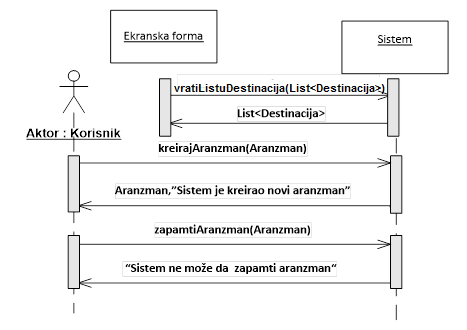 Ekranska forma
Sistem
vratiListuDestinacija(List<Destinacija>)
List<Destinacija>
Aktor : Korisnik
kreirajAranzman(Aranzman)
Aranzman,”Sistem je kreirao novi aranzman”
zapamtiAranzman(Aranzman)
“Sistem ne može da zapamti aranzman“